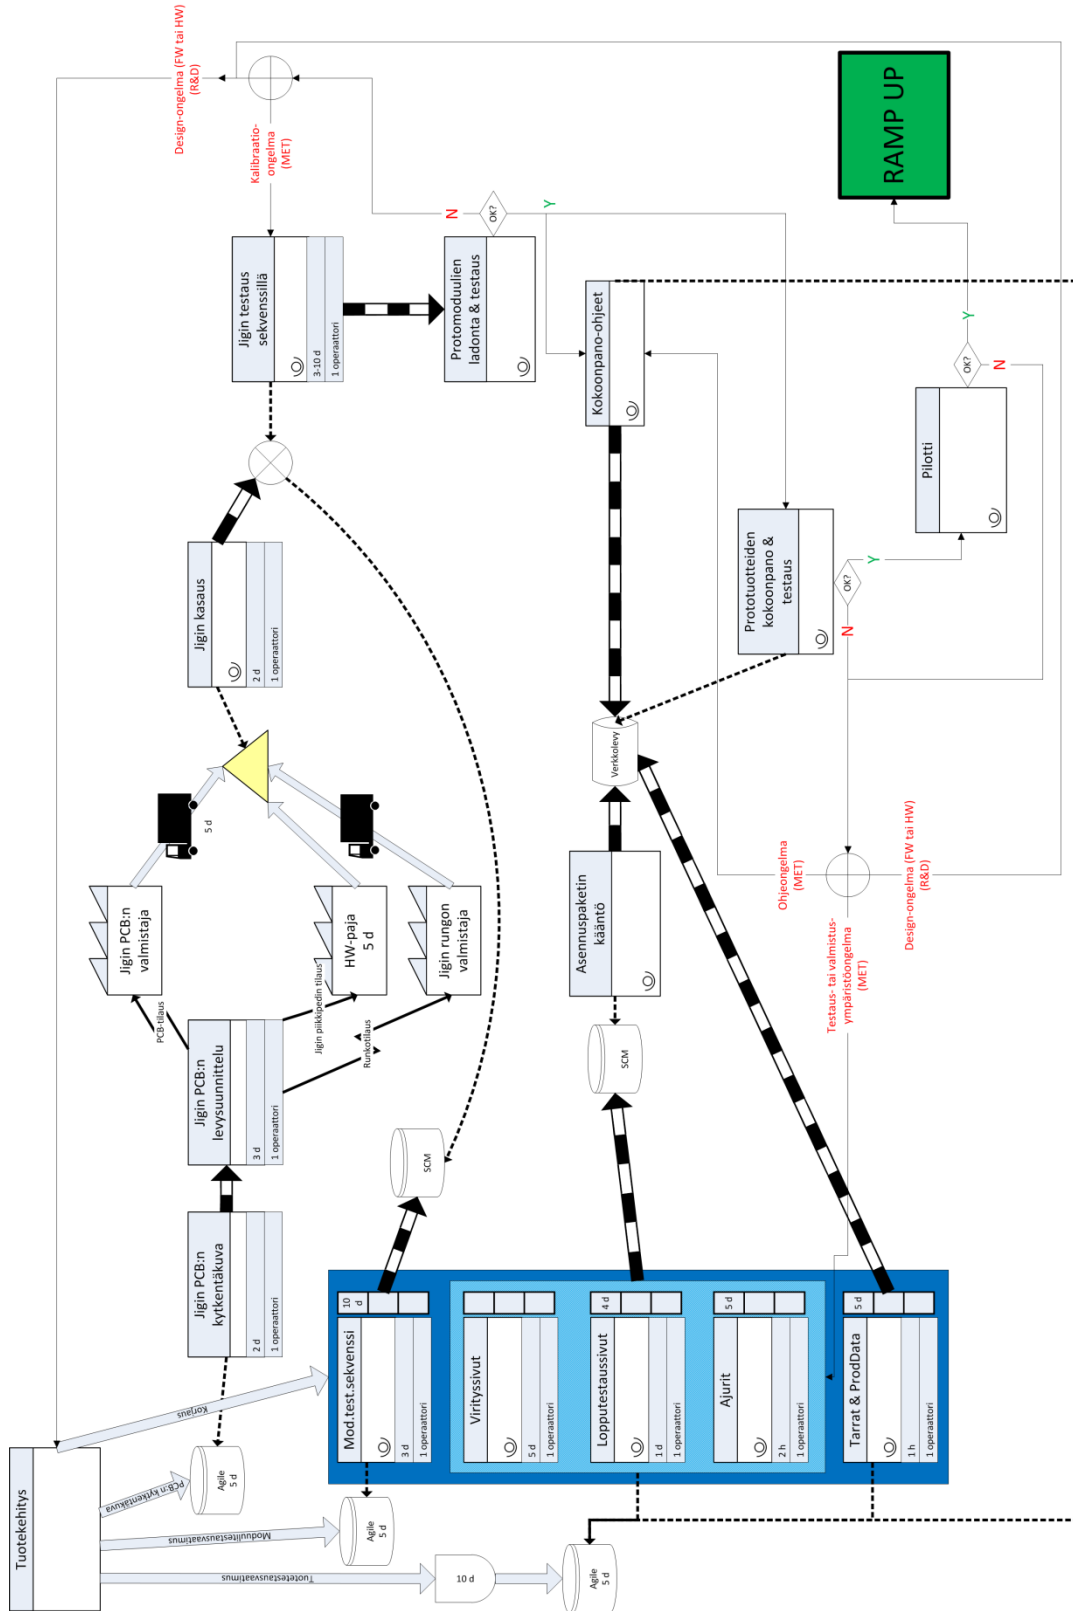 Tuotekehitys
PCB:n kytkentäkuva
Moduulitestausvaatimus
Tuotetestausvaatimus
Korjaus
Agile
5 d
Agile
5 d
10 d
Agile
5 d
Jigin PCB:n
kytkentäkuva
2 d
1 operaattori
Jigin PCB:n
levysuunnittelu
3 d
1 operaattori
PCB-tilaus
Jigin piikkipedin tilaus
Runkotilaus
Jigin PCB:n
valmistaja
HW-paja
5 d
Jigin rungon
valmistaja
5 d
Jigin kasaus
2 d
1 operaattori
Jigin testaus
sekvenssillä
3-10 d
1 operaattori
Kalibraatio-
ongelma
(MET)
Design-ongelma (FW tai HW)
(R&D)
Protomoduulien
ladonta & testaus
OK?
N
Y
Mod.test.sekvenssi
3 d
1 operaattori
10
d
Virityssivut
5 d
1 operaattori
Lopputestaussivut
1 d
1 operaattori
4 d
Ajurit
2 h
1 operaattori
5 d
Tarrat & ProdData
1 h
1 operaattori
5 d
SCM
SCM
Asennuspaketin
kääntö
Verkkolevy
Kokoonpano-ohjeet
Prototuotteiden
kokoonpano &
testaus
OK?
N
Y
Ohjeongelma
(MET)
Testaus- tai valmistus-
ympäristöongelma
(MET)
Design-ongelma (FW tai HW)
(R&D)
Pilotti
OK?
N
Y
RAMP UP